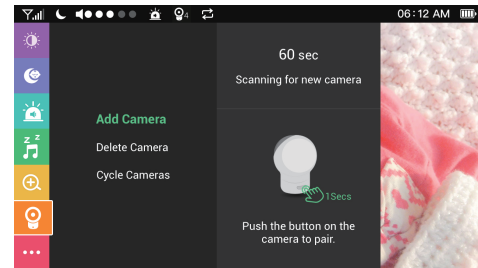 4
06:12 AM
60 sec
Scanning for new camera
Add Camera
Delete Camera
Cycle Cameras
z z
1Secs
Push the button on the
camera to pair.